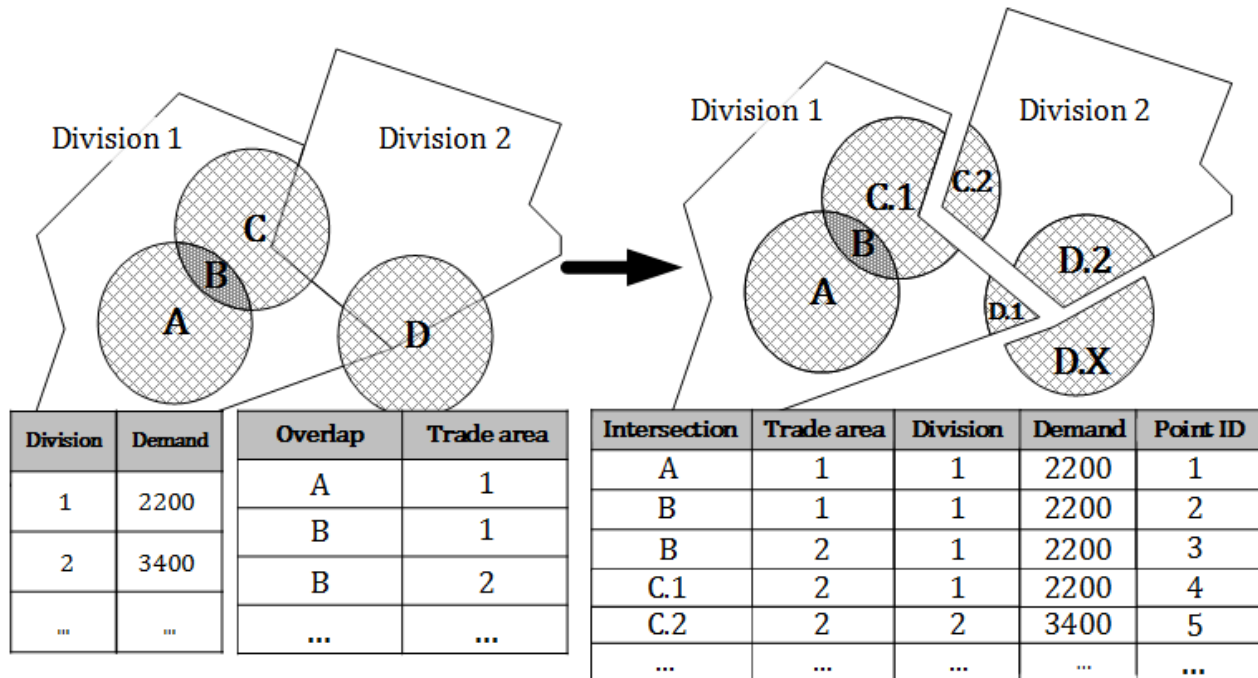 Division 1
Division 2
C
B
A
D
Division 1
Division 2
C.1
C.2
B
A
D.2
D.1
D.X
Division Demand
1 2200
2 3400
... ...
Overlap Trade area
A 1
B 1
B 2
... ...
Intersection Trade area Division Demand Point ID
A 1 1 2200 1
B 1 1 2200 2
B 2 1 2200 3
C.1 2 1 2200 4
C.2 2 2 3400 5
... ... ... ... ...